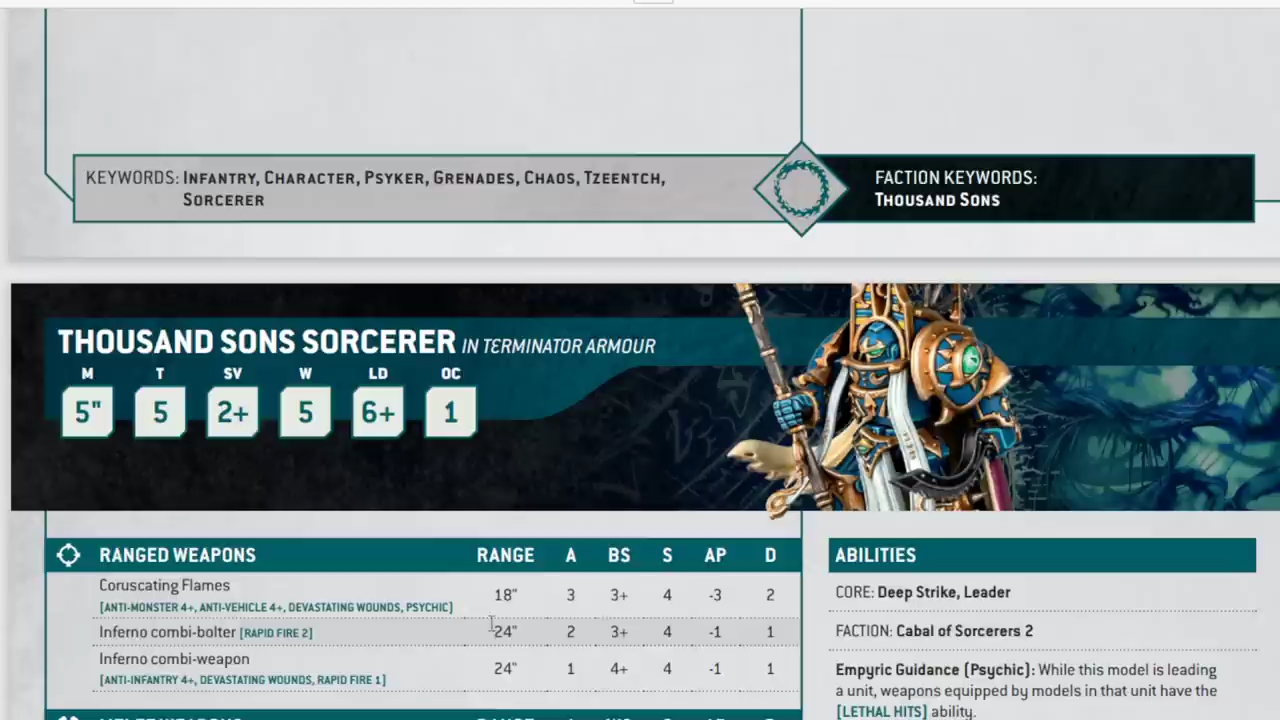 KEYWORDS: INFANTRY, CHARACTER, PSYKER, GRENADES, CHAOS, TZEENTCH,
SORCERER
FACTION KEYWORDS:
THOUSAND SONS
THOUSAND SONS SORCERER IN TERMINATOR ARMOUR
M T SV W LD OC
5" 5 2+ 5 6+ 1
RANGED WEAPONS RANGE A BS S AP D
Coruscating Flames
[ANTI-MONSTER 4+, ANTI-VEHICLE 4+, DEVASTATING WOUNDS, PSYCHIC] 18" 3 3+ 4 -3 2
Inferno combi-bolter [RAPID FIRE 2] 24" 2 3+ 4 -1 1
Inferno combi-weapon
[ANTI-INFANTRY 4+, DEVASTATING WOUNDS, RAPID FIRE 1] 24" 1 4+ 4 -1 1
ABILITIES
CORE: Deep Strike, Leader
FACTION: Cabal of Sorcerers 2
Empyric Guidance (Psychic): While this model is leading
a unit, weapons equipped by models in that unit have the
[LETHAL HITS] ability.